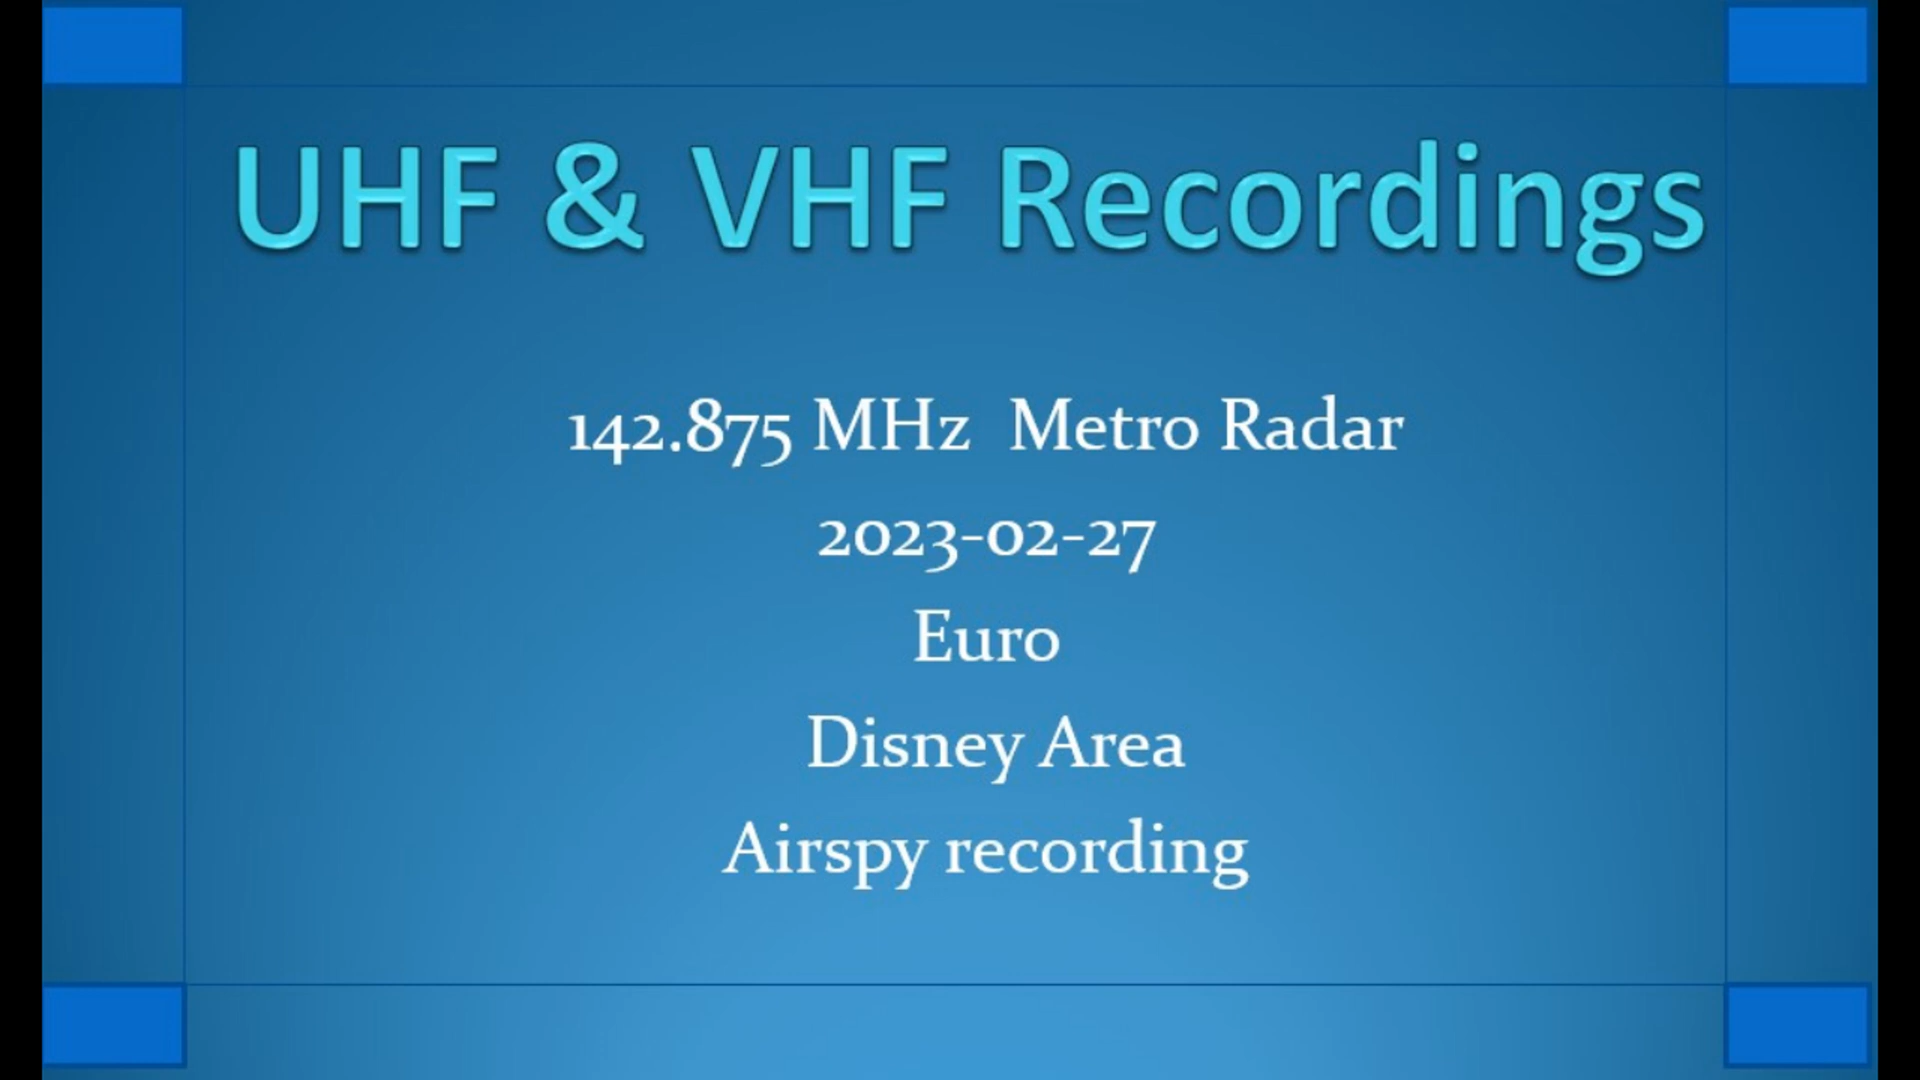 UHF & VHF Recordings
142.875 MHz  Metro Radar
2023-02-27
Euro
Disney Area
Airspy recording